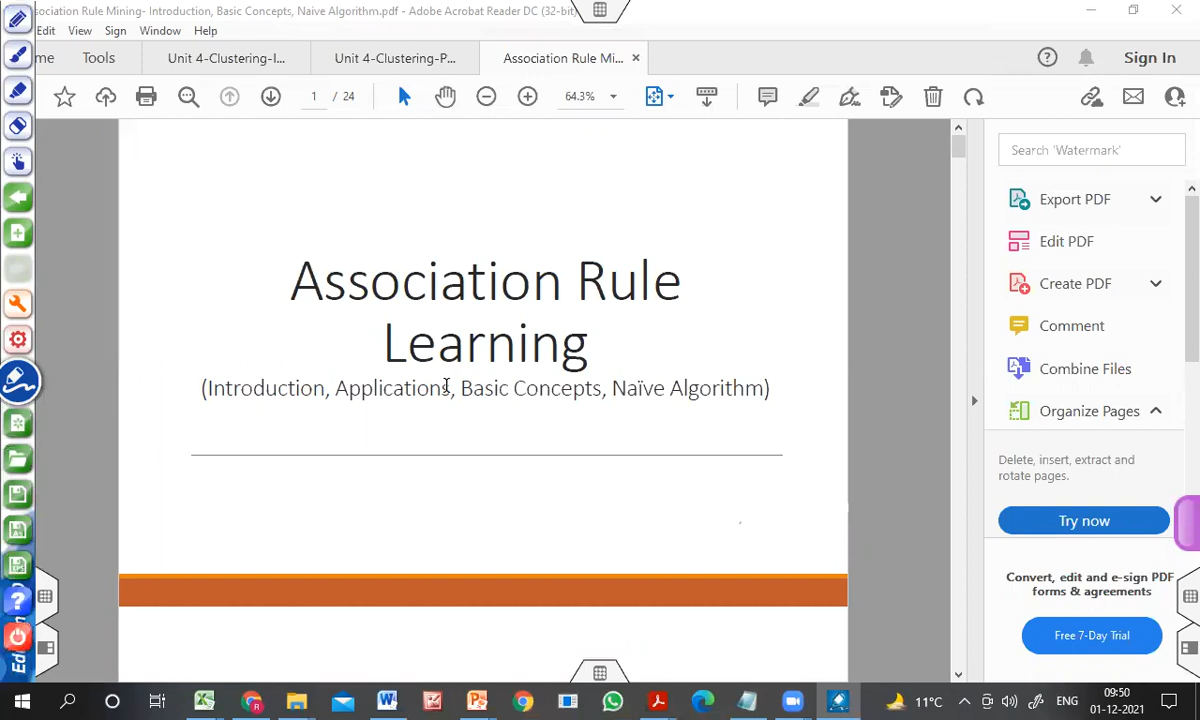 ssociation Rule Mining- Introduction, Basic Concepts, Naive Algorithm.pdf - Adobe Acrobat Reader DC (32-bit)
Edit View Sign Window Help
me Tools Unit 4-Clustering-I... Unit 4-Clustering-P... Association Rule Mi... × Sign In
1 / 24 64.3%
Search 'Watermark'
Export PDF
Edit PDF
Create PDF
Comment
Combine Files
Organize Pages
Delete, insert, extract and
rotate pages.
Try now
Convert, edit and e-sign PDF
forms & agreements
Free 7-Day Trial
Association Rule
Learning
(Introduction, Applications, Basic Concepts, Naïve Algorithm)
11°C ENG 09:50
01-12-2021